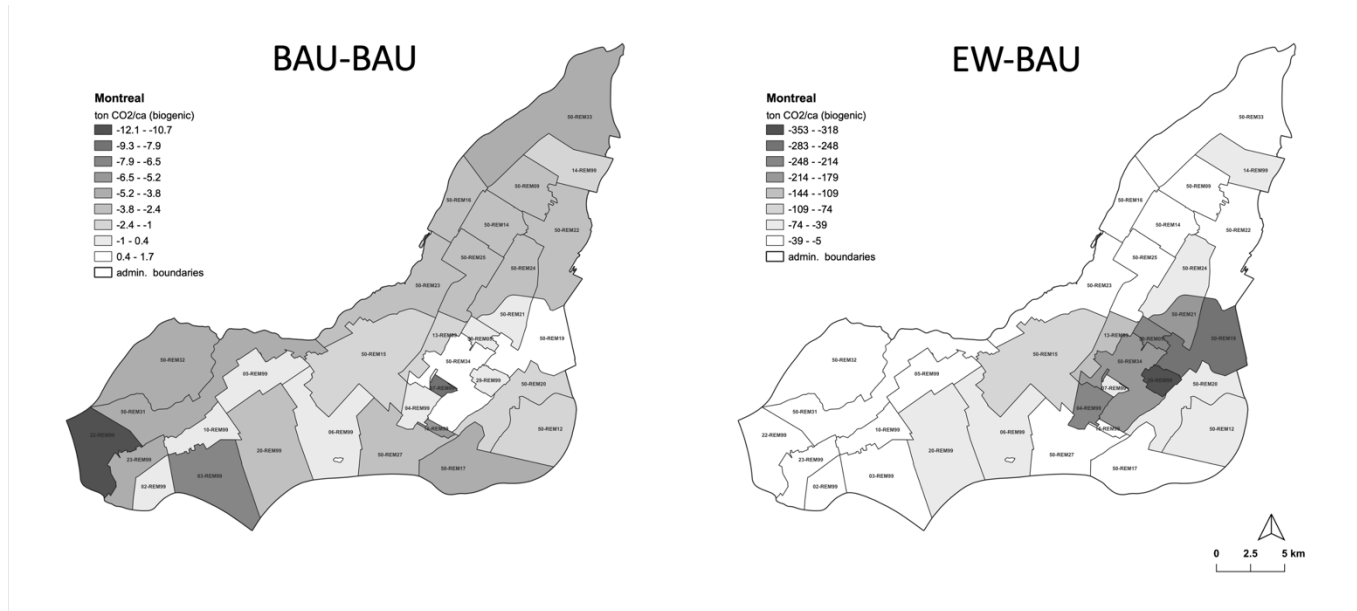 BAU-BAU
Montreal
ton CO2/ca (biogenic)
-12.1 - -10.7
-9.3 - -7.9
-7.9 - -6.5
-6.5 - -5.2
-5.2 - -3.8
-3.8 - -2.4
-2.4 - -1
-1 - 0.4
0.4 - 1.7
admin. boundaries
50-REM33
14-REM99
50-REM16
50-REM14
50-REM22
50-REM25
50-REM24
50-REM23
50-REM21
50-REM19
50-REM15
50-REM34
50-REM32
05-REM99
29-REM99
50-REM20
50-REM31
04-REM99
10-REM99
06-REM99
50-REM12
23-REM99
20-REM99
50-REM27
03-REM99
50-REM17
02-REM99
EW-BAU
Montreal
ton CO2/ca (biogenic)
-353 - -318
-283 - -248
-248 - -214
-214 - -179
-144 - -109
-109 - -74
-74 - -39
-39 - -5
admin. boundaries
50-REM33
14-REM99
50-REM16
50-REM14
50-REM22
50-REM25
50-REM24
50-REM23
50-REM21
50-REM19
50-REM15
50-REM34
50-REM32
05-REM99
50-REM20
50-REM31
04-REM99
22-REM99
10-REM99
06-REM99
50-REM12
23-REM99
20-REM99
50-REM27
03-REM99
50-REM17
02-REM99
0 2.5 5 km